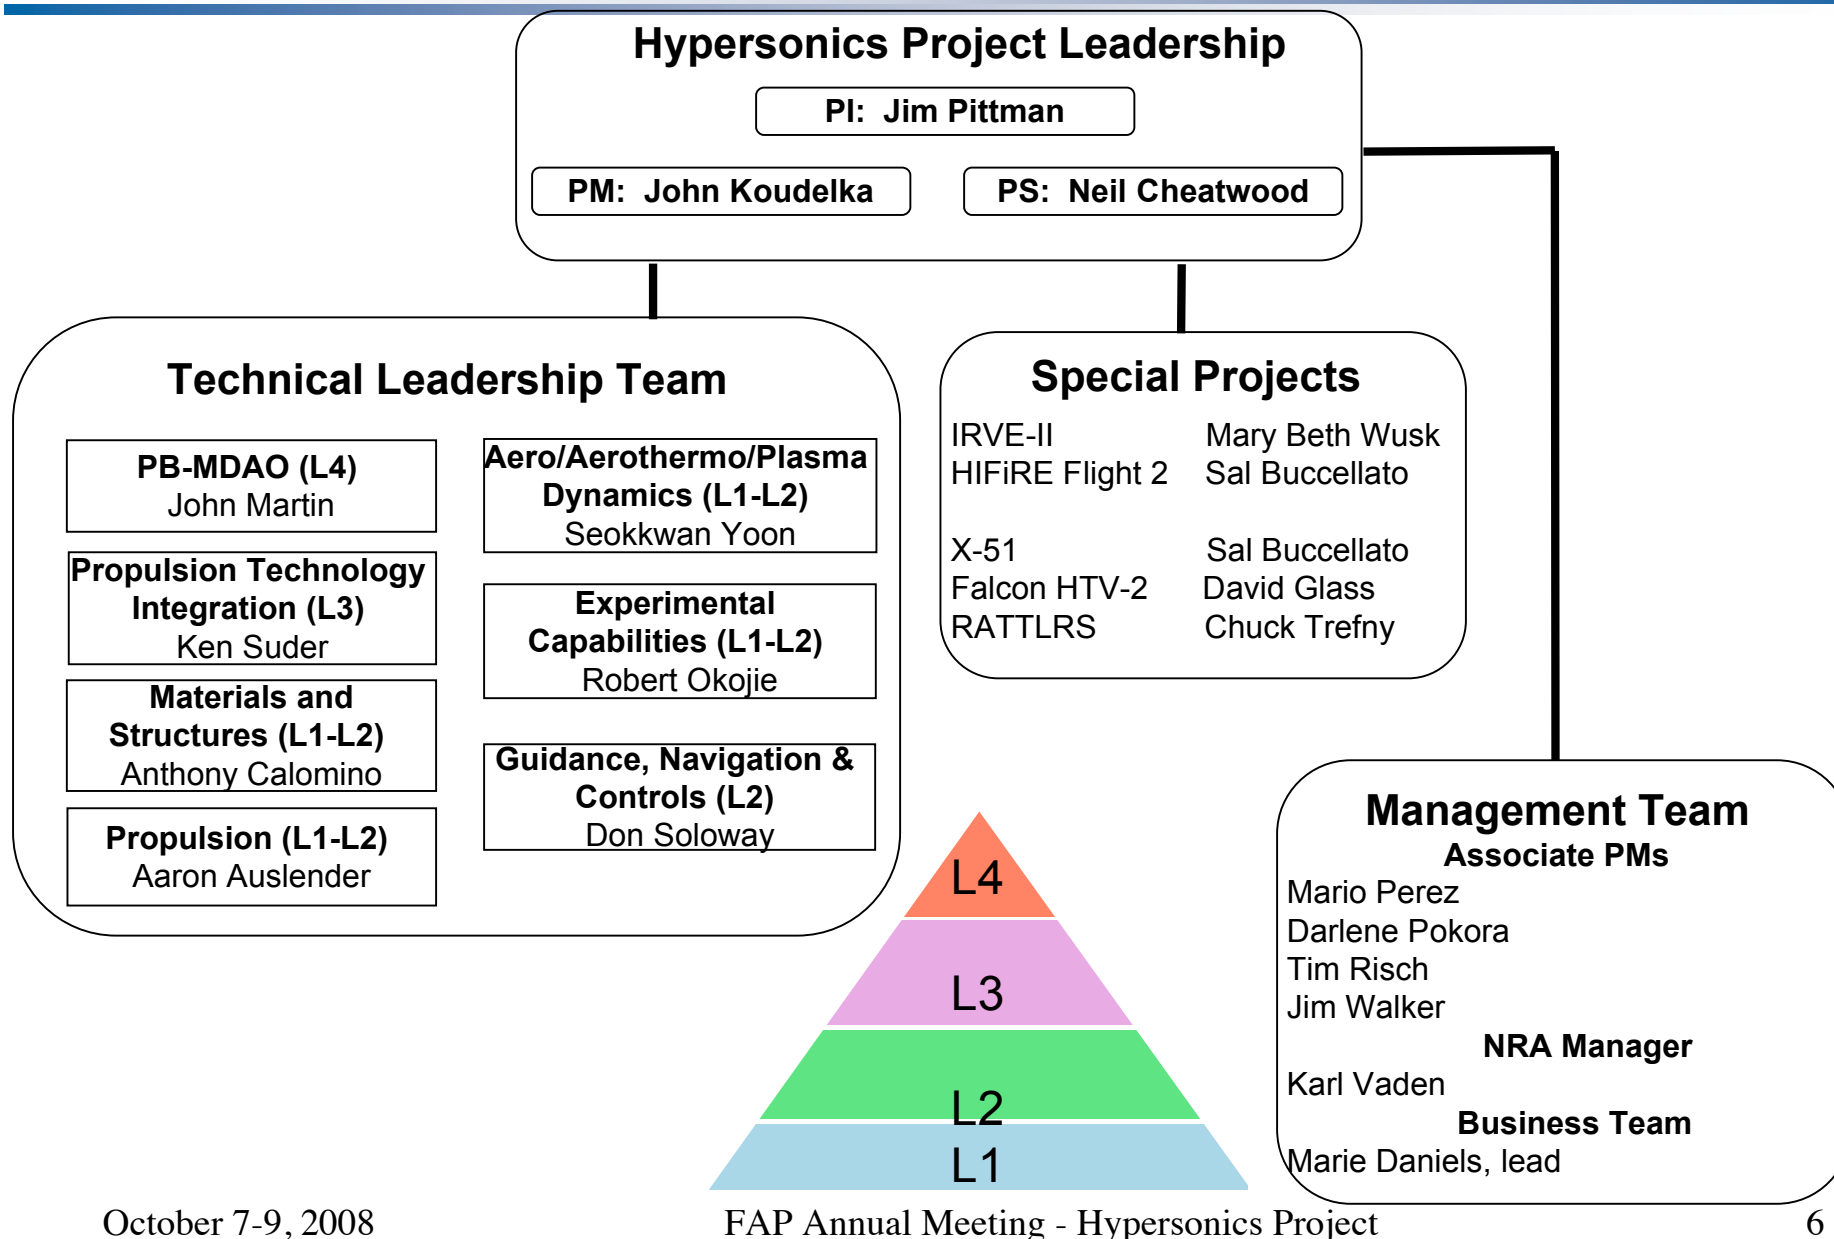 Hypersonics Project Leadership
PI: Jim Pittman
PM: John Koudelka
PS: Neil Cheatwood
Technical Leadership Team
PB-MDAO (L4)
John Martin
Propulsion Technology
Integration (L3)
Ken Suder
Materials and
Structures (L1-L2)
Anthony Calomino
Propulsion (L1-L2)
Aaron Auslender
Aero/Aerothermo/Plasma
Dynamics (L1-L2)
Seokkwan Yoon
Experimental
Capabilities (L1-L2)
Robert Okojie
Guidance, Navigation &
Controls (L2)
Don Soloway
Special Projects
IRVE-II Mary Beth Wusk
HIFiRE Flight 2 Sal Buccellato
X-51 Sal Buccellato
Falcon HTV-2 David Glass
RATTLRS Chuck Trefny
L4
L3
L2
L1
Management Team
Associate PMs
Mario Perez
Darlene Pokora
Tim Risch
Jim Walker
NRA Manager
Karl Vaden
Business Team
Marie Daniels, lead
October 7-9, 2008 FAP Annual Meeting - Hypersonics Project 6